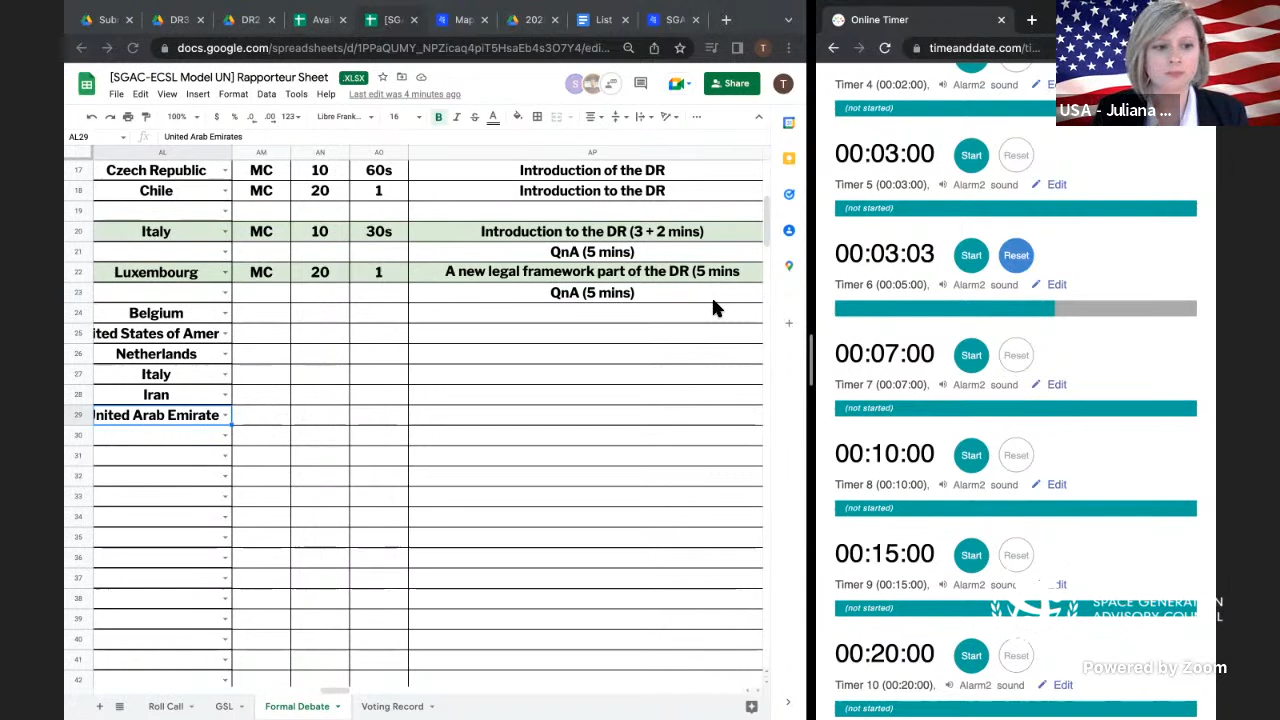 Sub
DR3
DR2
Avai
[SG/
Map
202
List
SGA
Online Timer
docs.google.com/spreadsheets/d/1PPaQUMY_NPZicaq4piT5HsaEb4s3O7Y4/edi...
T
timeanddate.com/ti...
[SGAC-ECSL Model UN] Rapporteur Sheet
.XLSX
File Edit View Insert Format Data Tools Help
Last edit was 4 minutes ago
S
Share
T
100%
$ % .0 .00 123
Libre Frank...
16
B I S A
AL29
fx
United Arab Emirates
AL AM AN AO AP
17 Czech Republic MC 10 60s Introduction of the DR
18 Chile MC 20 1 Introduction to the DR
19
20 Italy MC 10 30s Introduction to the DR (3 + 2 mins)
21 QnA (5 mins)
22 Luxembourg MC 20 1 A new legal framework part of the DR (5 mins
23 QnA (5 mins)
24 Belgium
25 ited States of Amer
26 Netherlands
27 Italy
28 Iran
29 United Arab Emirate
30
31
32
33
34
35
36
37
38
39
40
41
42
Roll Call
GSL
Formal Debate
Voting Record
Timer 4 (00:02:00), Alarm2 sound Edit
(not started)
00:03:00 Start Reset
Timer 5 (00:03:00), Alarm2 sound Edit
(not started)
00:03:03 Start Reset
Timer 6 (00:05:00), Alarm2 sound Edit
00:07:00 Start Reset
Timer 7 (00:07:00), Alarm2 sound Edit
(not started)
00:10:00 Start Reset
Timer 8 (00:10:00), Alarm2 sound Edit
(not started)
00:15:00 Start Reset
Timer 9 (00:15:00), Alarm2 sound Edit
(not started)
00:20:00 Start Reset
Timer 10 (00:20:00), Alarm2 sound Edit
(not started)
USA - Juliana ...
SPACE GENERATION
ADVISORY COUNCIL
Powered by Zoom